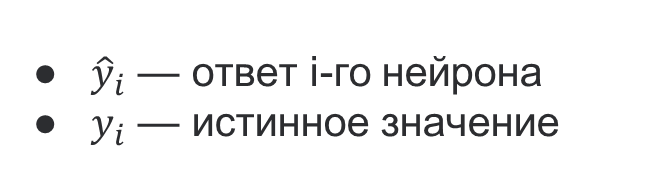 ● ŷᵢ — ответ i-го нейрона
● yᵢ — истинное значение